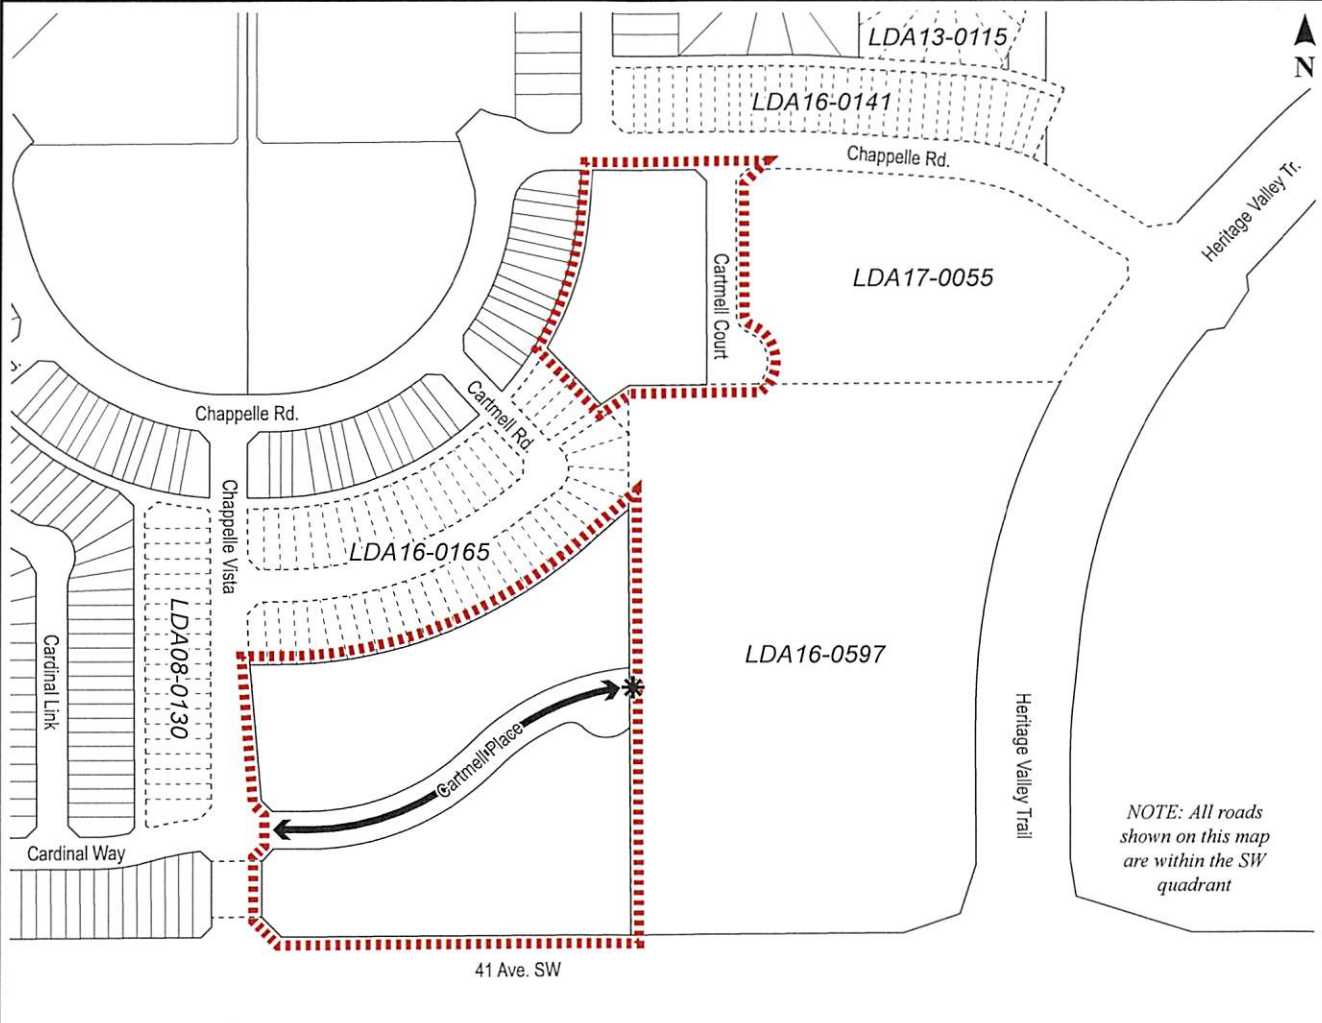 LDA13-0115
N
LDA16-0141
Chappelle Rd.
Heritage Valley Tr.
LDA17-0055
Cartmell Court
Chappelle Rd.
Cartmell Rd.
Chappelle Vista
LDA16-0165
LDA08-0130
Cardinal Link
LDA16-0597
Cartmell Place
Heritage Valley Trail
NOTE: All roads
shown on this map
are within the SW
quadrant
Cardinal Way
41 Ave. SW